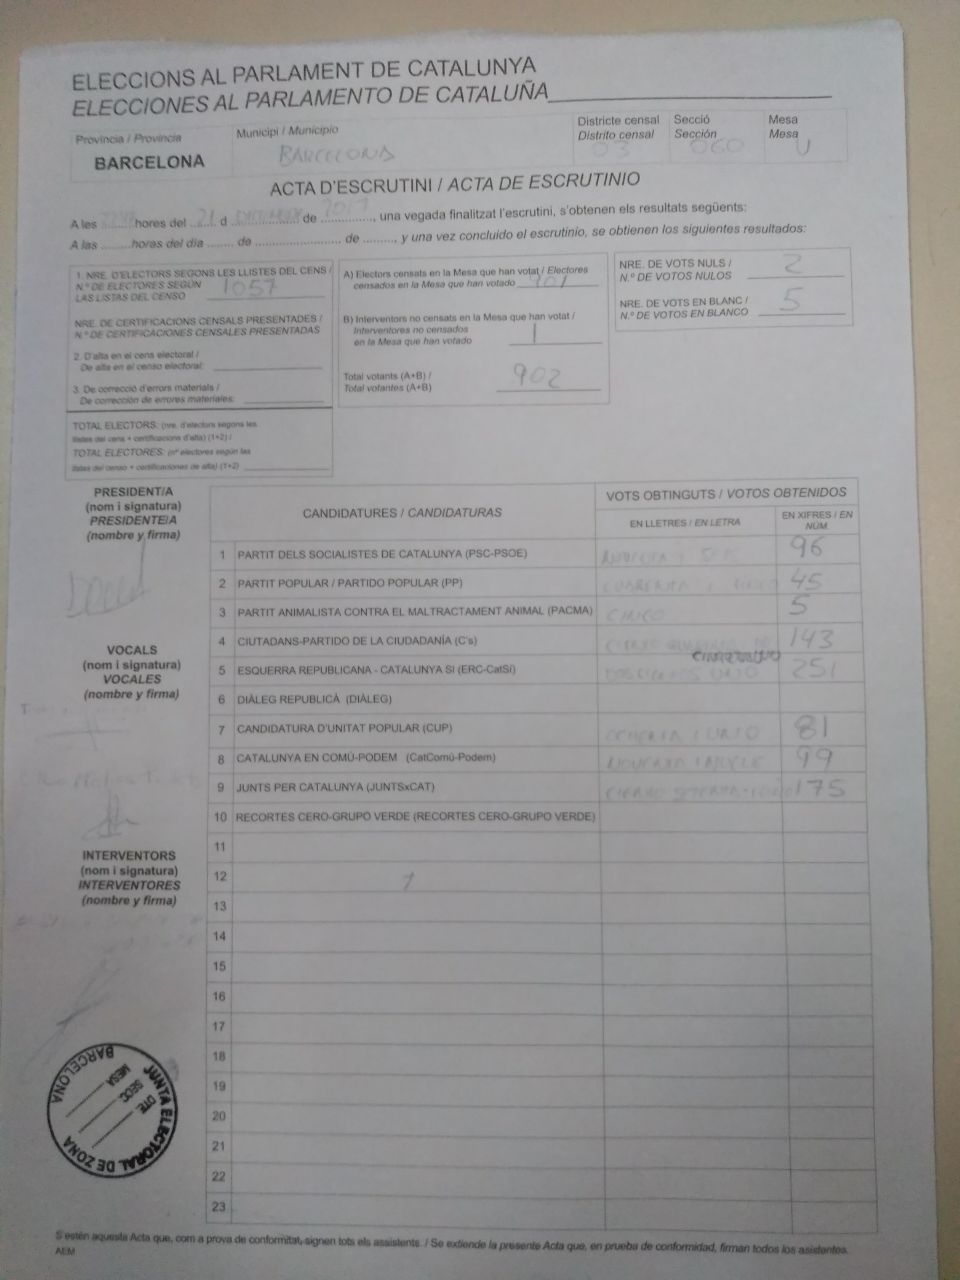 ELECCIONS AL PARLAMENT DE CATALUNYA
ELECCIONES AL PARLAMENTO DE CATALUÑA
Provincia / Provincia
BARCELONA
Municipi / Municipio
BARCELONA
Districte censal
Distrito censal
03
Secció
Sección
060
Mesa
Mesa
U
ACTA D'ESCRUTINI / ACTA DE ESCRUTINIO
A les hores del 21 d de 2017, una vegada finalitzat l'escrutini, s'obtenen els resultats següents:
A las ........hores del día ....... de ....................... de ........., y una vez concluido el escrutinio, se obtienen los siguientes resultados:
1. NRE. D'ELECTORS SEGONS LES LLISTES DEL CENS /
N.º DE ELECTORES SEGÚN
LAS LISTAS DEL CENSO 1057
NRE. DE CERTIFICACIONS CENSALS PRESENTADES /
N.º DE CERTIFICACIONES CENSALES PRESENTADAS
2. D'alta en el cens electoral /
De alta en el censo electoral:
3. De correcció d'errors materials /
De corrección de errores materiales:
TOTAL ELECTORS: (nre. d'electors segons les
llistes del cens + certificacions d'alta) (1+2) /
TOTAL ELECTORES: (nº electores según las
listas del censo + certificaciones de alta) (1+2)
A) Electors censats en la Mesa que han votat / Electores
censados en la Mesa que han votado 901
B) Interventors no censats en la Mesa que han votat /
Interventores no censados
en la Mesa que han votado 1
Total votants (A+B) /
Total votantes (A+B) 902
NRE. DE VOTS NULS /
N.º DE VOTOS NULOS 2
NRE. DE VOTS EN BLANC /
N.º DE VOTOS EN BLANCO 5
PRESIDENT/A
(nom i signatura)
PRESIDENTE/A
(nombre y firma)
VOCALS
(nom i signatura)
VOCALES
(nombre y firma)
INTERVENTORS
(nom i signatura)
INTERVENTORES
(nombre y firma)
CANDIDATURES / CANDIDATURAS
VOTS OBTINGUTS / VOTOS OBTENIDOS
EN LLETRES / EN LETRA
EN XIFRES / EN NÚM.
1 PARTIT DELS SOCIALISTES DE CATALUNYA (PSC-PSOE) NOVENTA Y SEIS 96
2 PARTIT POPULAR / PARTIDO POPULAR (PP) CUARENTA Y CINCO 45
3 PARTIT ANIMALISTA CONTRA EL MALTRACTAMENT ANIMAL (PACMA) CINCO 5
4 CIUTADANS-PARTIDO DE LA CIUDADANÍA (C's) 143
5 ESQUERRA REPUBLICANA - CATALUNYA SI (ERC-CatSí) 251
6 DIÀLEG REPUBLICÀ (DIÀLEG)
7 CANDIDATURA D'UNITAT POPULAR (CUP) OCHENTA Y UNO 81
8 CATALUNYA EN COMÚ-PODEM (CatComú-Podem) NOVENTA Y NUEVE 99
9 JUNTS PER CATALUNYA (JUNTSxCAT) 175
10 RECORTES CERO-GRUPO VERDE (RECORTES CERO-GRUPO VERDE)
11
12
13
14
15
16
17
18
19
20
21
22
23
JUNTA ELECTORAL DE ZONA
BARCELONA
DTE.
SECC.
MESA
S'estén aquesta Acta que, com a prova de conformitat, signen tots els assistents. / Se extiende la presente Acta que, en prueba de conformidad, firman todos los asistentes.
AEM